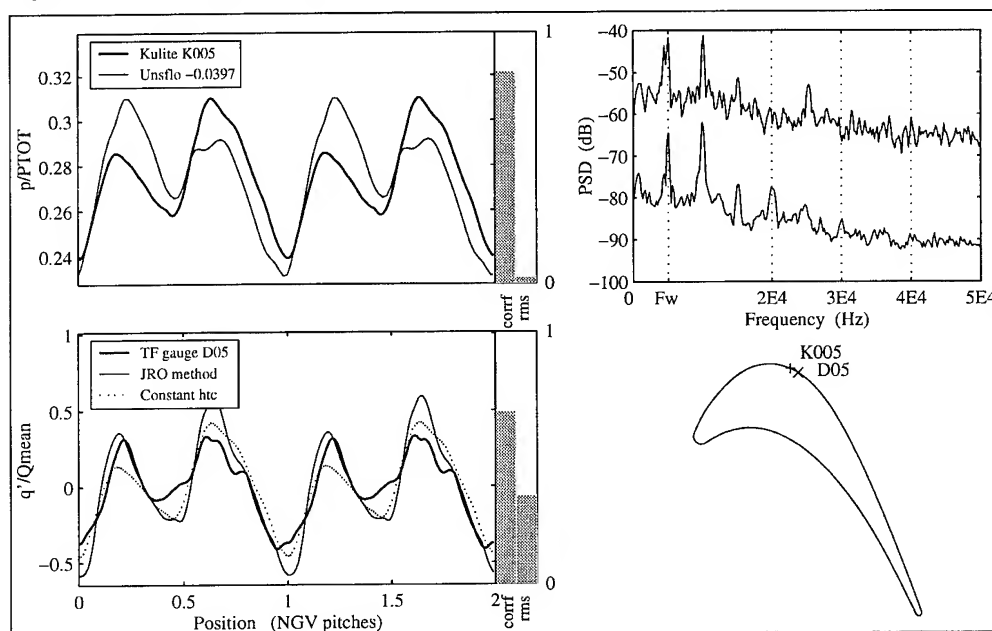 Kulite K005
Unsflo -0.0397
p/PTOT
0.32
0.3
0.28
0.26
0.24
1
0
corrf
rms
PSD (dB)
-40
-50
-60
-70
-80
-90
-100
0
Fw
2E4
3E4
4E4
5E4
Frequency (Hz)
TF gauge D05
JRO method
Constant htc
q'/Qmean
1
0.5
0
-0.5
0
0.5
1
1.5
2
Position (NGV pitches)
1
0
corrf
rms
K005
D05